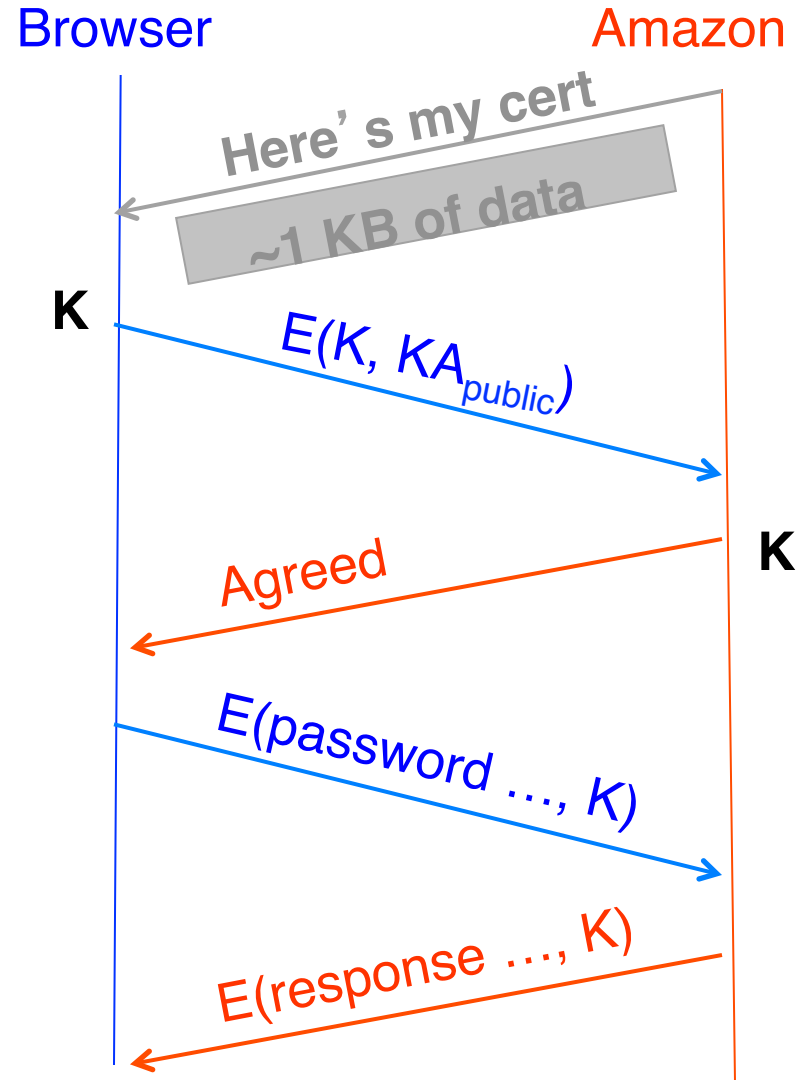 Browser
Amazon
Here’s my cert
~1 KB of data
K
E(K, KApublic)
Agreed
K
E(password …, K)
E(response …, K)